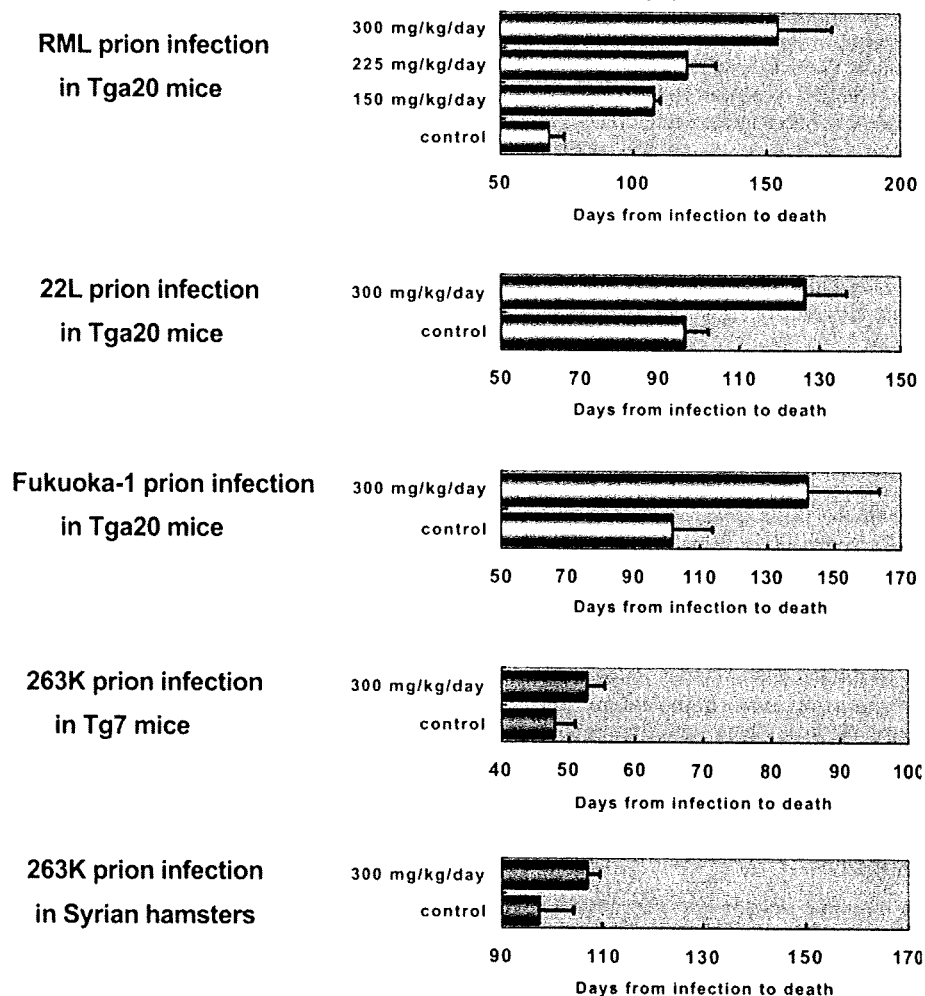 RML prion infection
in Tga20 mice
300 mg/kg/day
225 mg/kg/day
150 mg/kg/day
control
50 100 150 200
Days from infection to death
22L prion infection
in Tga20 mice
300 mg/kg/day
control
50 70 90 110 130 150
Days from infection to death
Fukuoka-1 prion infection
in Tga20 mice
300 mg/kg/day
control
50 70 90 110 130 150 170
Days from infection to death
263K prion infection
in Tg7 mice
300 mg/kg/day
control
40 50 60 70 80 90 100
Days from infection to death
263K prion infection
in Syrian hamsters
300 mg/kg/day
control
90 110 130 150 170
Days from infection to death